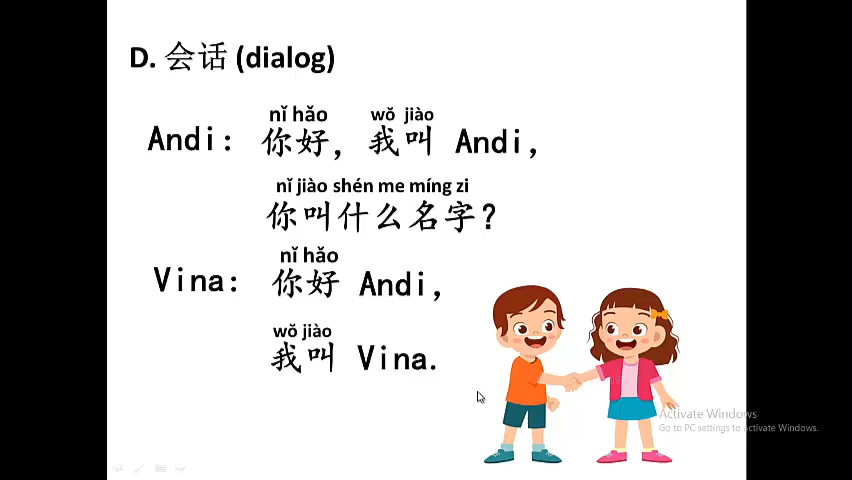 D. 会话 (dialog)
nǐ hǎo wǒ jiào
Andi: 你好, 我叫 Andi,
nǐ jiào shén me míng zi
你叫什么名字?
nǐ hǎo
Vina: 你好 Andi,
wǒ jiào
我叫 Vina.
Activate Windows
Go to PC settings to activate Windows.